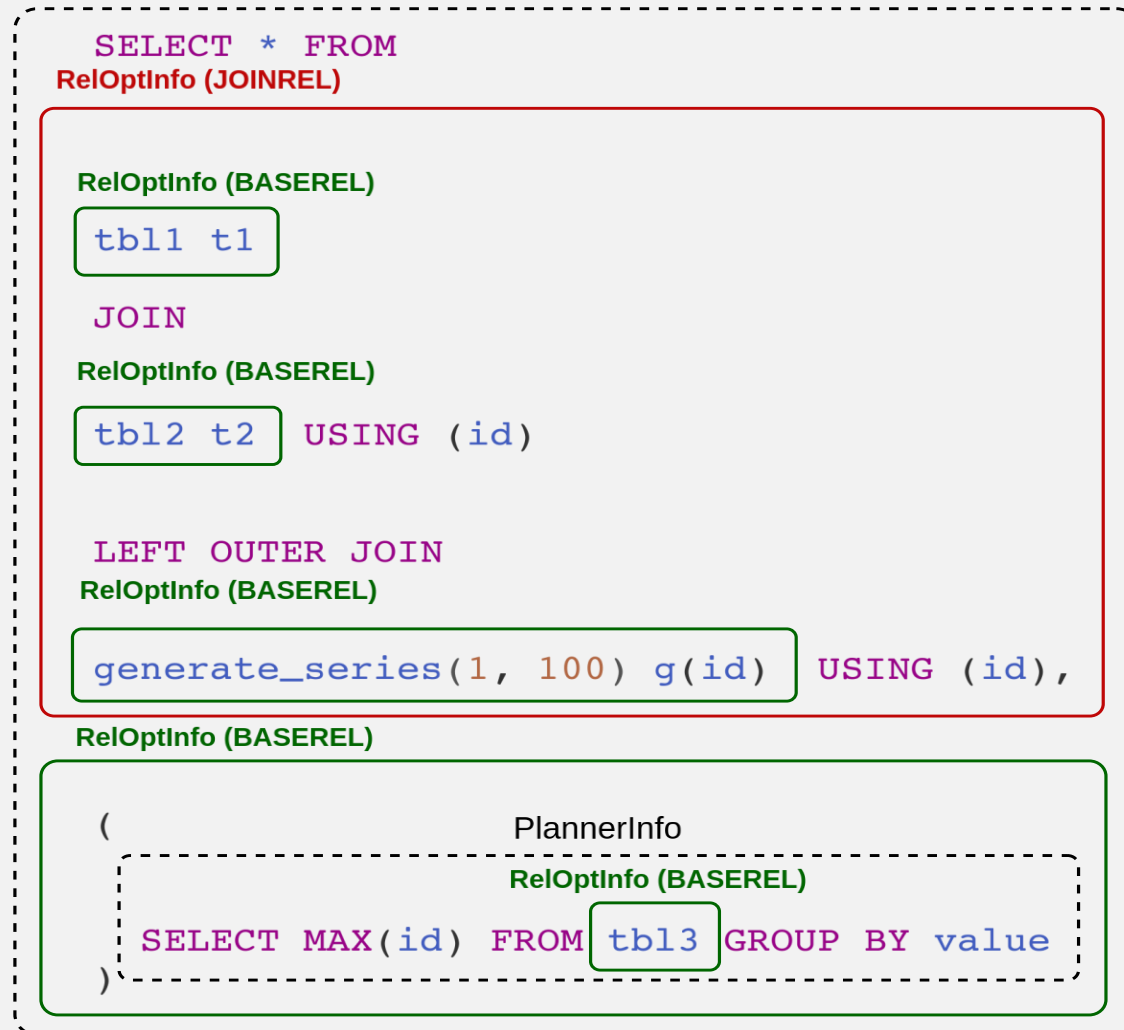 SELECT * FROM
RelOptInfo (JOINREL)
RelOptInfo (BASEREL)
tbl1 t1
JOIN
RelOptInfo (BASEREL)
tbl2 t2 USING (id)
LEFT OUTER JOIN
RelOptInfo (BASEREL)
generate_series(1, 100) g(id) USING (id),
RelOptInfo (BASEREL)
(
PlannerInfo
RelOptInfo (BASEREL)
SELECT MAX(id) FROM tbl3 GROUP BY value
)